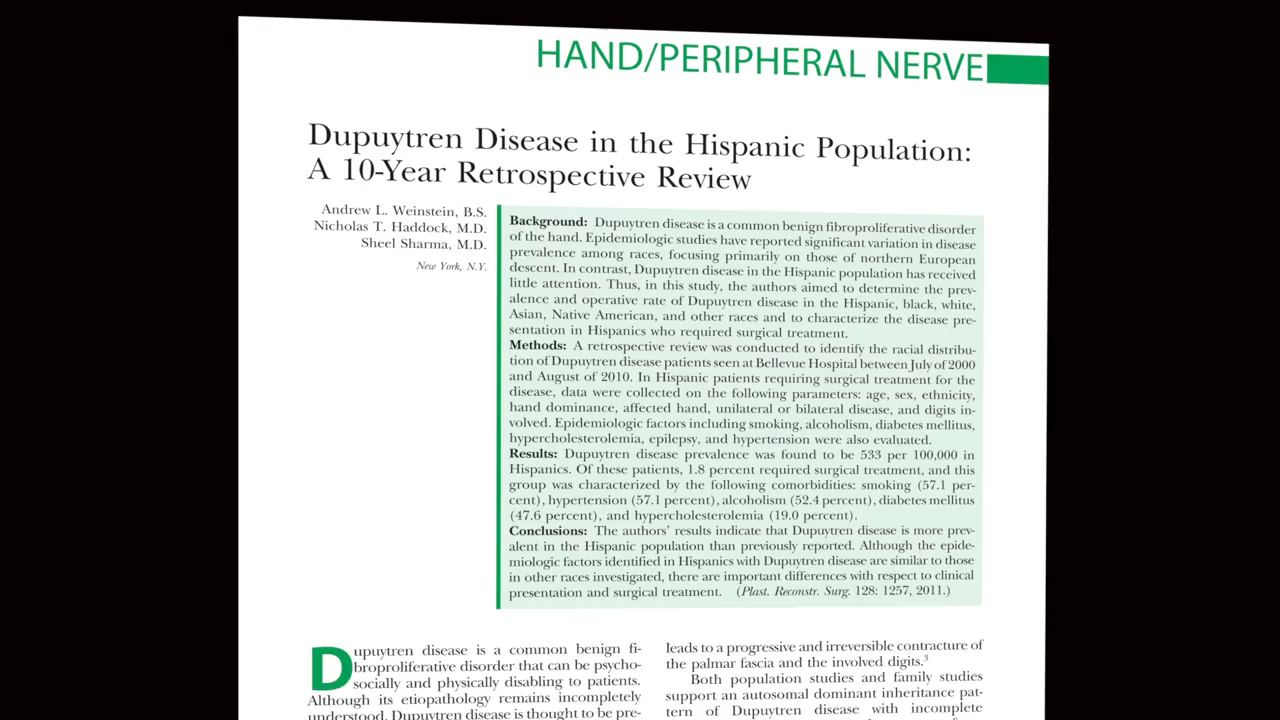 HAND/PERIPHERAL NERVE
Dupuytren Disease in the Hispanic Population:
A 10-Year Retrospective Review
Andrew L. Weinstein, B.S.
Nicholas T. Haddock, M.D.
Sheel Sharma, M.D.
New York, N.Y.
Background: Dupuytren disease is a common benign fibroproliferative disorder
of the hand. Epidemiologic studies have reported significant variation in disease
prevalence among races, focusing primarily on those of northern European
descent. In contrast, Dupuytren disease in the Hispanic population has received
little attention. Thus, in this study, the authors aimed to determine the prev-
alence and operative rate of Dupuytren disease in the Hispanic, black, white,
Asian, Native American, and other races and to characterize the disease pre-
sentation in Hispanics who required surgical treatment.
Methods: A retrospective review was conducted to identify the racial distribu-
tion of Dupuytren disease patients seen at Bellevue Hospital between July of 2000
and August of 2010. In Hispanic patients requiring surgical treatment for the
disease, data were collected on the following parameters: age, sex, ethnicity,
hand dominance, affected hand, unilateral or bilateral disease, and digits in-
volved. Epidemiologic factors including smoking, alcoholism, diabetes mellitus,
hypercholesterolemia, epilepsy, and hypertension were also evaluated.
Results: Dupuytren disease prevalence was found to be 533 per 100,000 in
Hispanics. Of these patients, 1.8 percent required surgical treatment, and this
group was characterized by the following comorbidities: smoking (57.1 per-
cent), hypertension (57.1 percent), alcoholism (52.4 percent), diabetes mellitus
(47.6 percent), and hypercholesterolemia (19.0 percent).
Conclusions: The authors' results indicate that Dupuytren disease is more prev-
alent in the Hispanic population than previously reported. Although the epide-
miologic factors identified in Hispanics with Dupuytren disease are similar to those
in other races investigated, there are important differences with respect to clinical
presentation and surgical treatment. (Plast. Reconstr. Surg. 128: 1257, 2011.)
Dupuytren disease is a common benign fi-
broproliferative disorder that can be psycho-
socially and physically disabling to patients.
Although its etiopathology remains incompletely
understood, Dupuytren disease is thought to be pre-
leads to a progressive and irreversible contracture of
the palmar fascia and the involved digits.3
Both population studies and family studies
support an autosomal dominant inheritance pat-
tern of Dupuytren disease with incomplete